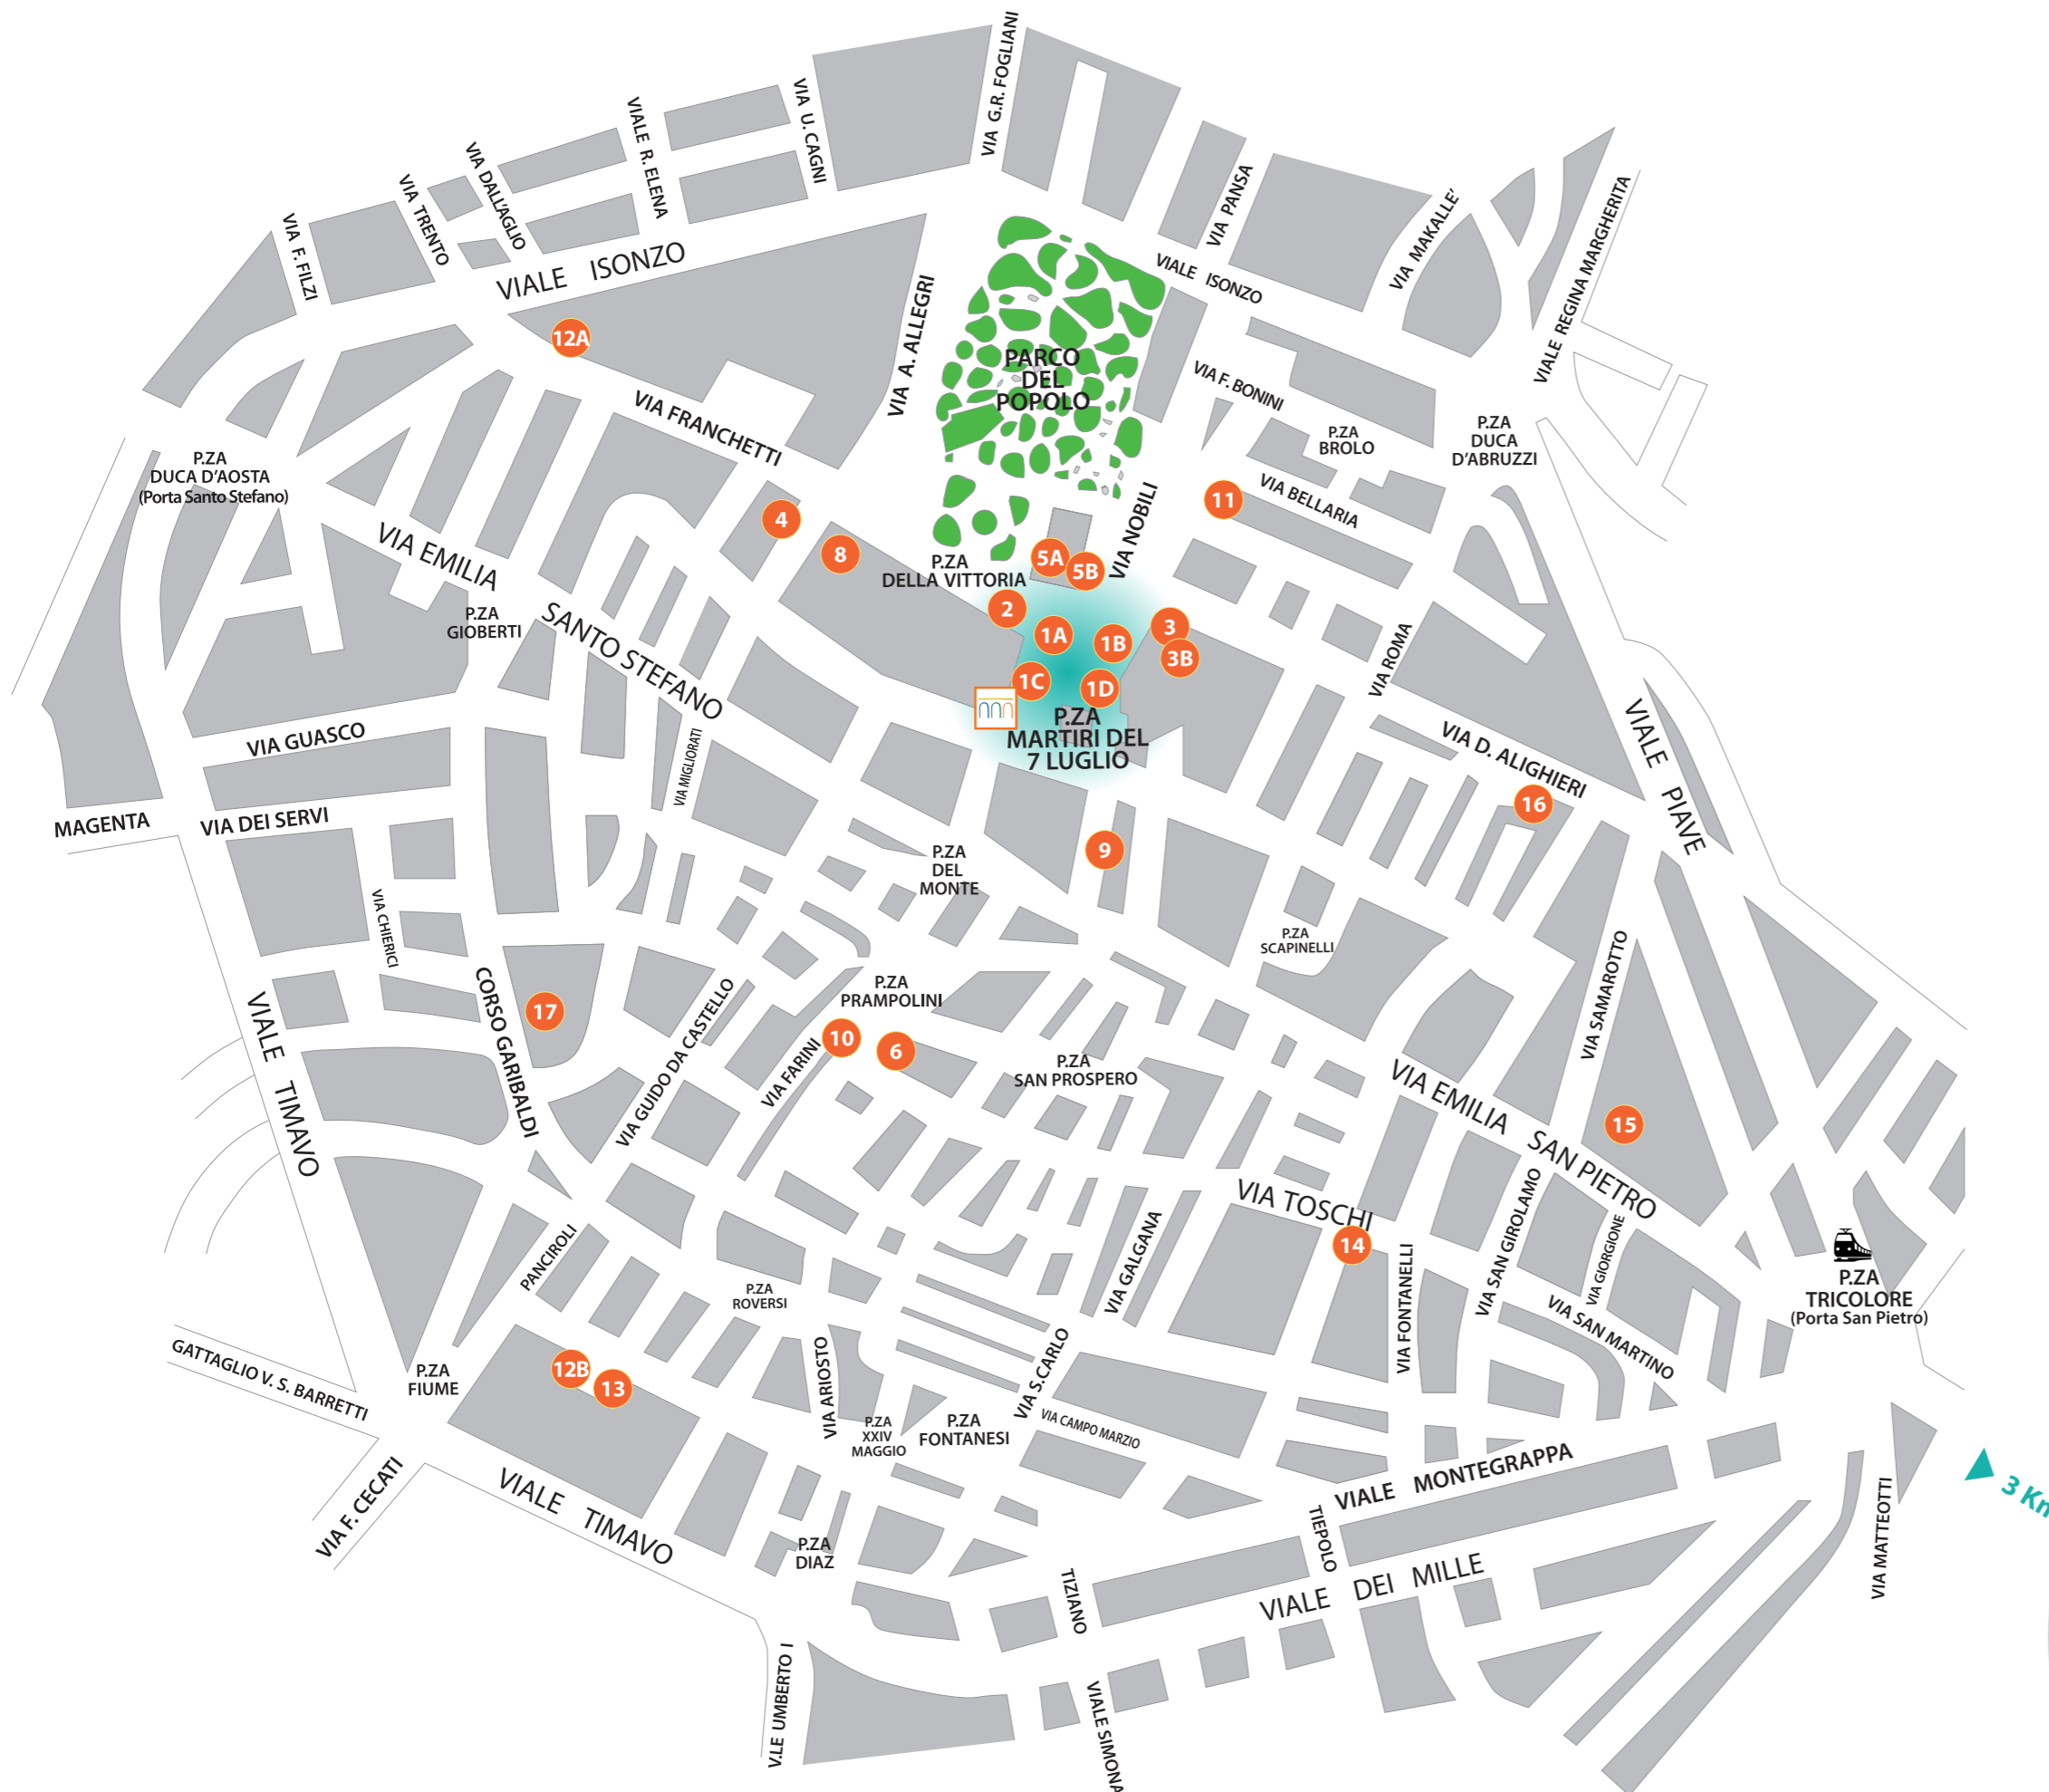 VIA G.R. FOGLIANI
VIA U. CAGNI
VIALE R. ELENA
VIA DALL'AGLIO
VIA TRENTO
VIA F. FILZI
VIALE ISONZO
VIA PANSA
VIA MAKALLE'
VIALE REGINA MARGHERITA
VIALE ISONZO
12A
VIA A. ALLEGRI
PARCO
DEL
POPOLO
VIA F. BONINI
VIA FRANCHETTI
P.ZA
BROLO
P.ZA
DUCA
D'ABRUZZI
P.ZA
DUCA D'AOSTA
(Porta Santo Stefano)
4
8
VIA NOBILI
11
VIA BELLARIA
VIA EMILIA
P.ZA
DELLA VITTORIA
5A
5B
2
1A
1B
3
3B
1C
1D
P.ZA
GIOBERTI
SANTO STEFANO
P.ZA
MARTIRI DEL
7 LUGLIO
VIA ROMA
VIA D. ALIGHIERI
VIALE PIAVE
VIA GUASCO
VIA MIGLIORATI
MAGENTA
VIA DEI SERVI
16
9
P.ZA
DEL
MONTE
VIA CHIERICI
P.ZA
SCAPINELLI
VIA SAMAROTTO
CORSO GARIBALDI
17
VIA GUIDO DA CASTELLO
P.ZA
PRAMPOLINI
10
6
VIA FARINI
P.ZA
SAN PROSPERO
VIALE TIMAVO
VIA EMILIA SAN PIETRO
15
VIA TOSCHI
14
VIA GALGANA
VIA FONTANELLI
VIA SAN GIROLAMO
VIA GIORGIONE
VIA SAN MARTINO
P.ZA
TRICOLORE
(Porta San Pietro)
PANCIROLI
P.ZA
ROVERSI
GATTAGLIO V. S. BARRETTI
P.ZA
FIUME
12B
13
VIA ARIOSTO
P.ZA
XXIV
MAGGIO
P.ZA
FONTANESI
VIA S.CARLO
VIA CAMPO MARZIO
VIA F. CECATI
VIALE TIMAVO
P.ZA
DIAZ
VIALE MONTEGRAPPA
TIEPOLO
VIALE DEI MILLE
TIZIANO
VIA MATTEOTTI
3 Km
V.LE UMBERTO I
VIALE SIMONA